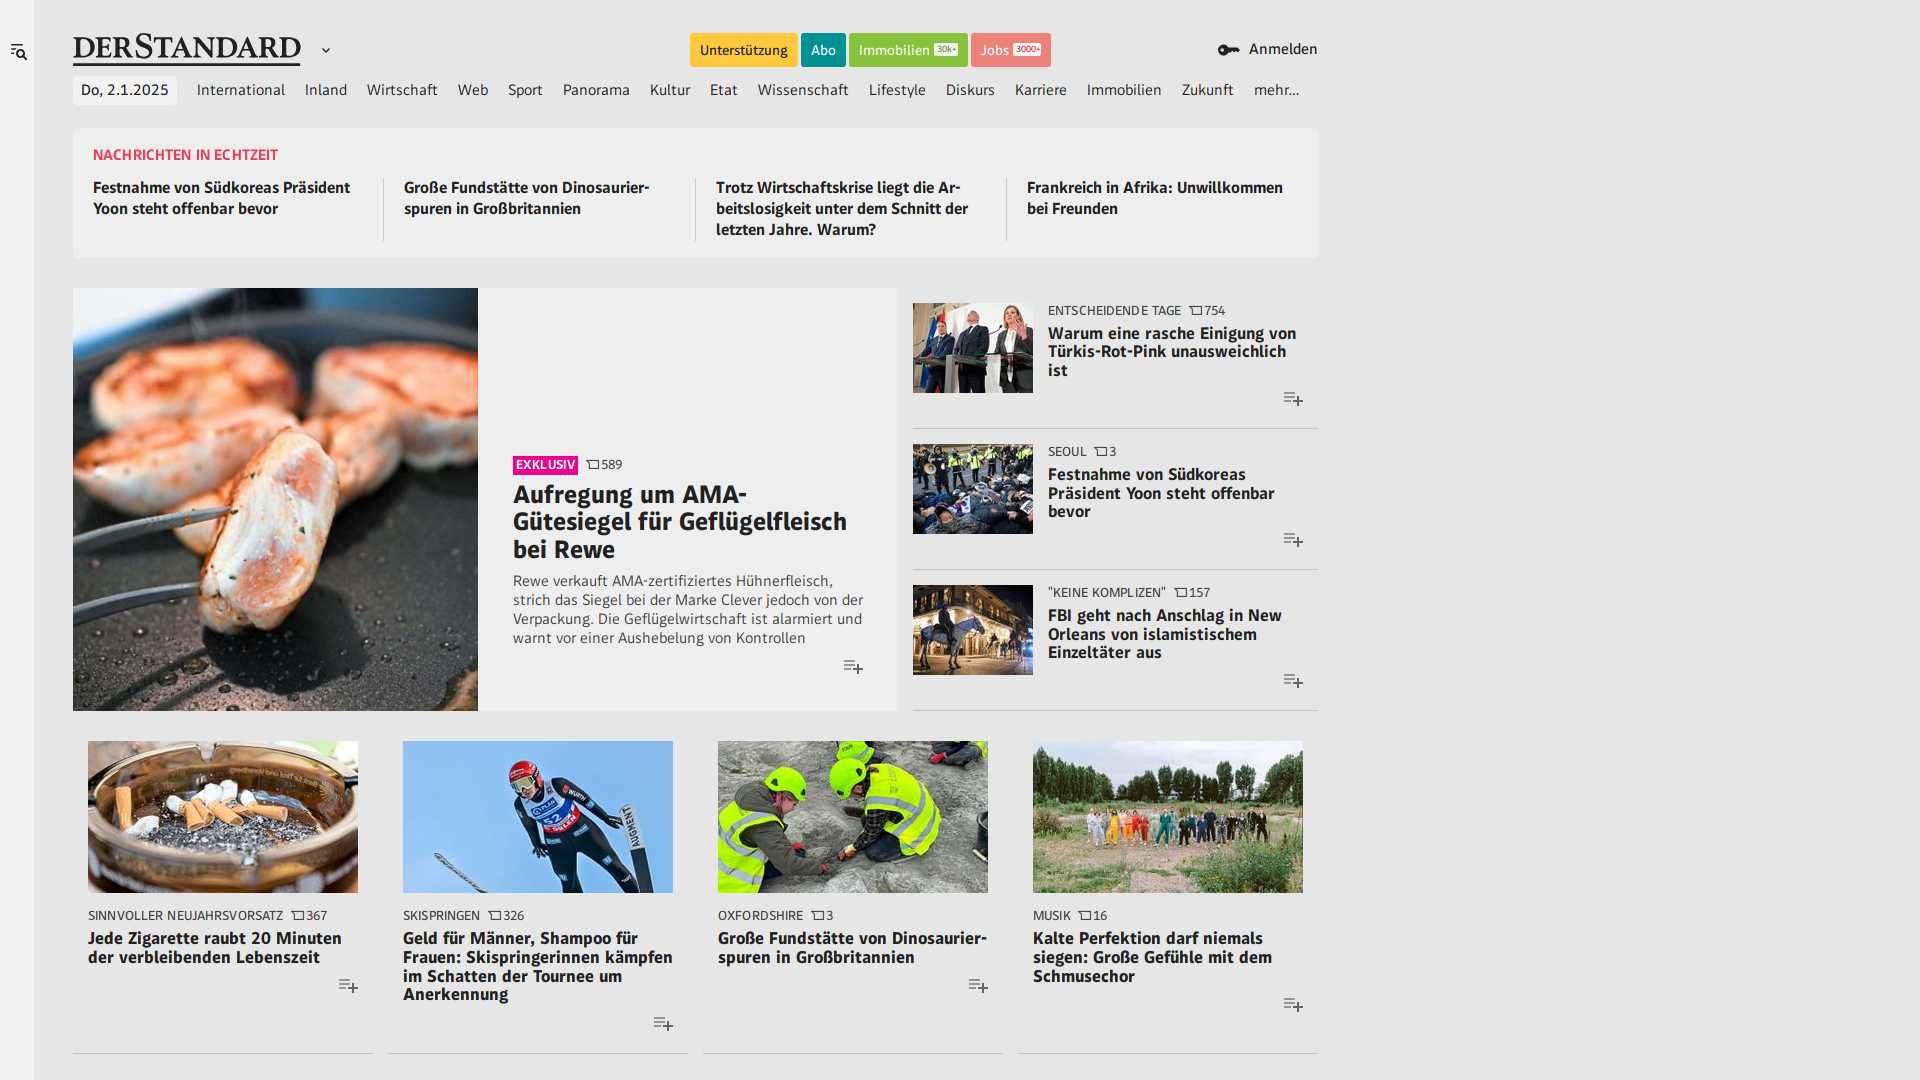 DERSTANDARD
Unterstützung
Abo
Immobilien 30k+
Jobs 3000+
Anmelden
Do, 2.1.2025
International
Inland
Wirtschaft
Web
Sport
Panorama
Kultur
Etat
Wissenschaft
Lifestyle
Diskurs
Karriere
Immobilien
Zukunft
mehr...
NACHRICHTEN IN ECHTZEIT
Festnahme von Südkoreas Präsident
Yoon steht offenbar bevor
Große Fundstätte von Dinosaurier-
spuren in Großbritannien
Trotz Wirtschaftskrise liegt die Ar-
beitslosigkeit unter dem Schnitt der
letzten Jahre. Warum?
Frankreich in Afrika: Unwillkommen
bei Freunden
EXKLUSIV 589
Aufregung um AMA-
Gütesiegel für Geflügelfleisch
bei Rewe
Rewe verkauft AMA-zertifiziertes Hühnerfleisch,
strich das Siegel bei der Marke Clever jedoch von der
Verpackung. Die Geflügelwirtschaft ist alarmiert und
warnt vor einer Aushebelung von Kontrollen
ENTSCHEIDENDE TAGE 754
Warum eine rasche Einigung von
Türkis-Rot-Pink unausweichlich
ist
SEOUL 3
Festnahme von Südkoreas
Präsident Yoon steht offenbar
bevor
"KEINE KOMPLIZEN" 157
FBI geht nach Anschlag in New
Orleans von islamistischem
Einzeltäter aus
SINNVOLLER NEUJAHRSVORSATZ 367
Jede Zigarette raubt 20 Minuten
der verbleibenden Lebenszeit
WÜRTH
52
AUGMENT
SKISPRINGEN 326
Geld für Männer, Shampoo für
Frauen: Skispringerinnen kämpfen
im Schatten der Tournee um
Anerkennung
OXFORDSHIRE 3
Große Fundstätte von Dinosaurier-
spuren in Großbritannien
MUSIK 16
Kalte Perfektion darf niemals
siegen: Große Gefühle mit dem
Schmusechor